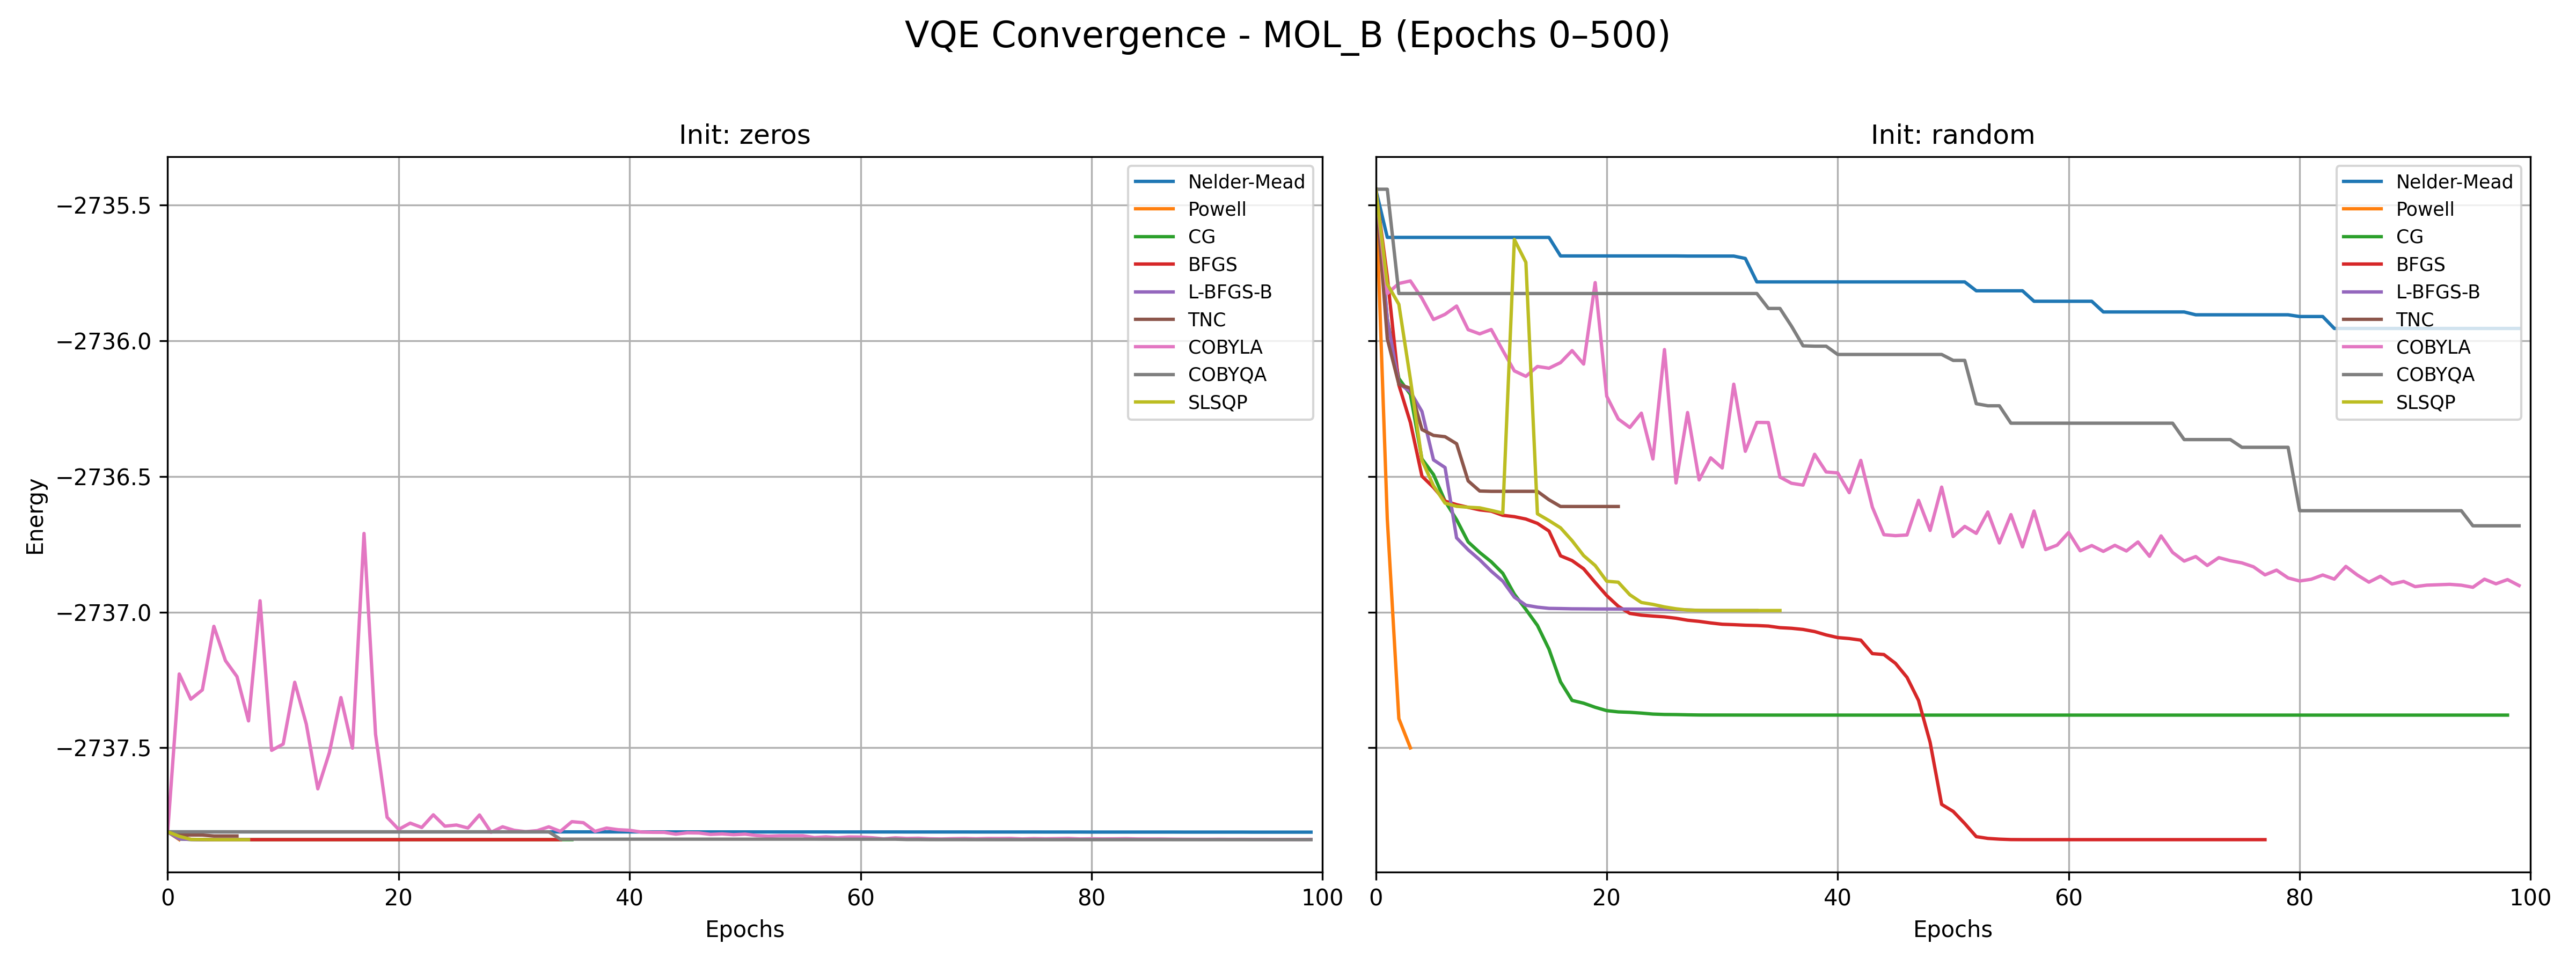 VQE Convergence - MOL_B (Epochs 0–500)
Init: zeros
Energy
−2735.5
−2736.0
−2736.5
−2737.0
−2737.5
Nelder-Mead
Powell
CG
BFGS
L-BFGS-B
TNC
COBYLA
COBYQA
SLSQP
0 20 40 60 80 100
Epochs
Init: random
Nelder-Mead
Powell
CG
BFGS
L-BFGS-B
TNC
COBYLA
COBYQA
SLSQP
0 20 40 60 80 100
Epochs